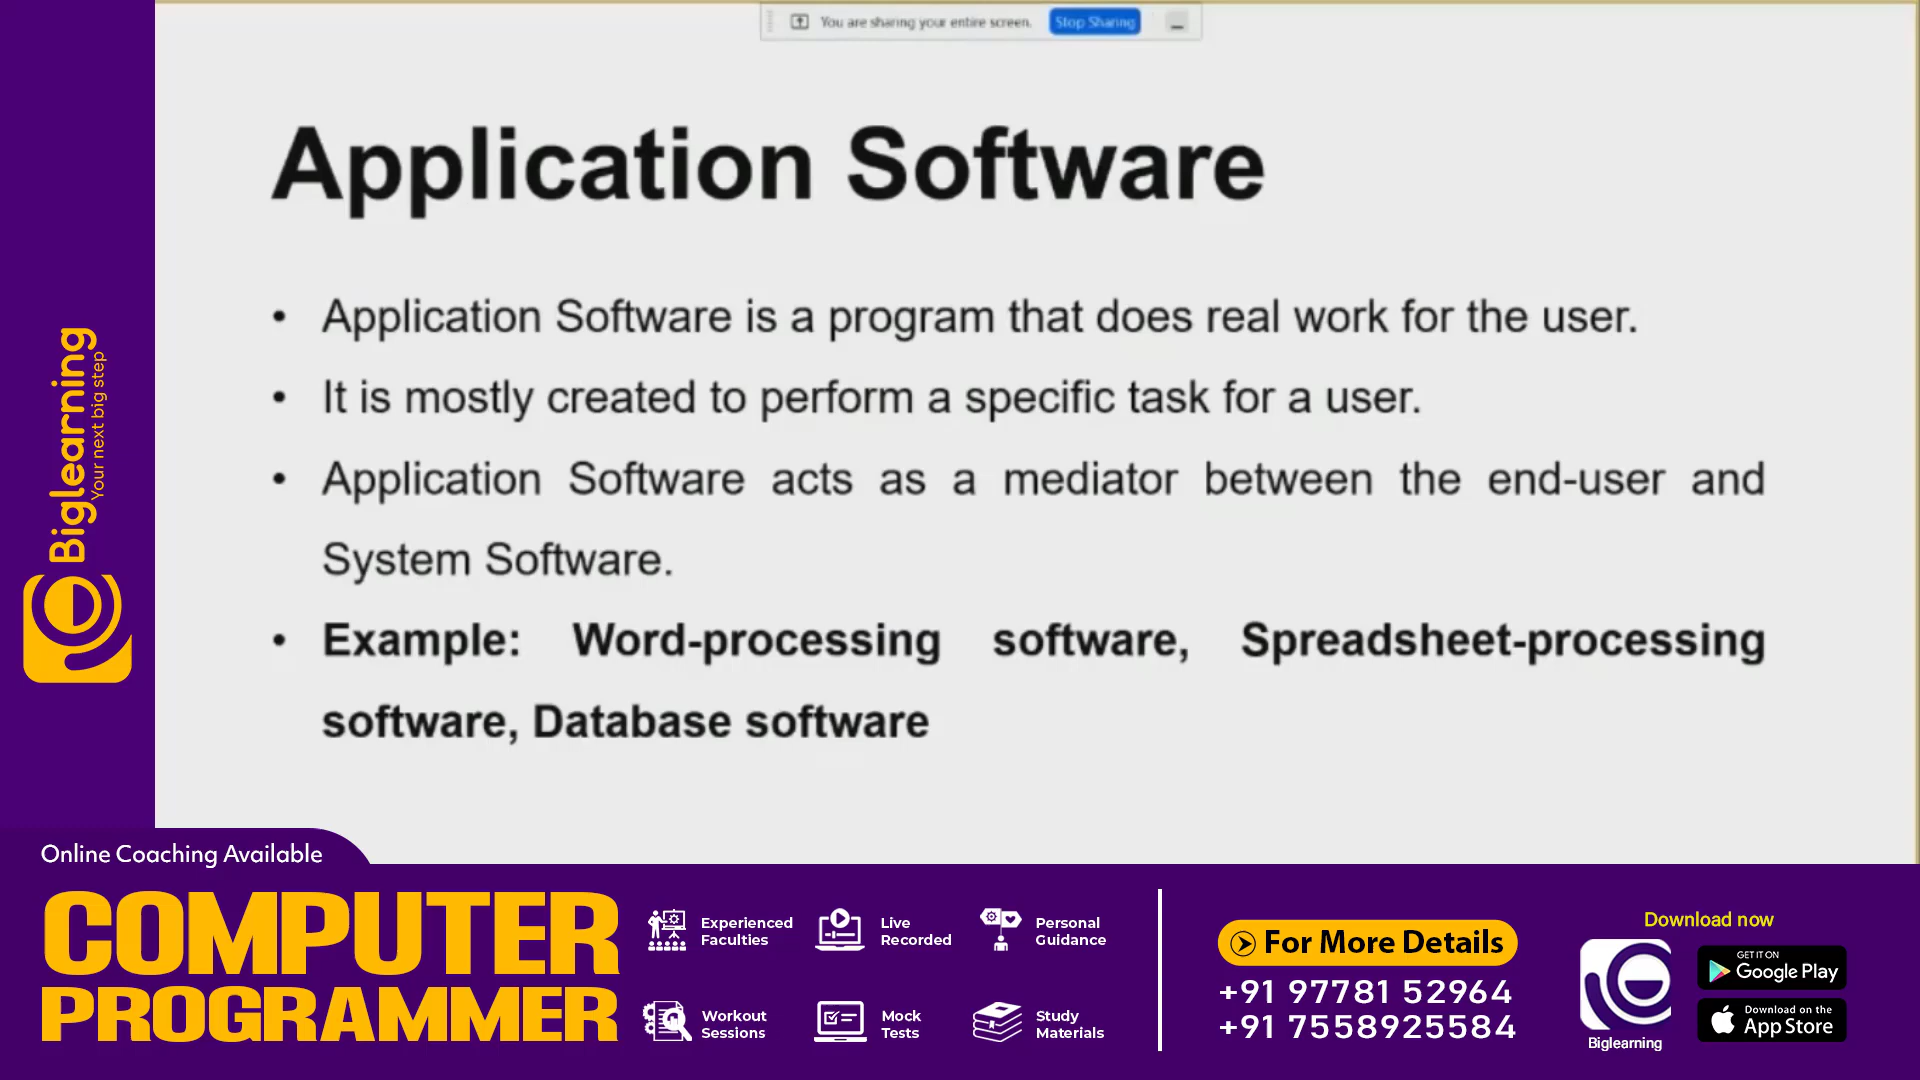 You are sharing your entire screen. Stop Sharing
Application Software
• Application Software is a program that does real work for the user.
• It is mostly created to perform a specific task for a user.
• Application Software acts as a mediator between the end-user and
System Software.
• Example: Word-processing software, Spreadsheet-processing
software, Database software
Biglearning
Your next big step
Online Coaching Available
COMPUTER
PROGRAMMER
Experienced
Faculties
Live
Recorded
Personal
Guidance
Workout
Sessions
Mock
Tests
Study
Materials
For More Details
+91 97781 52964
+91 7558925584
Download now
Biglearning
GET IT ON
Google Play
Download on the
App Store